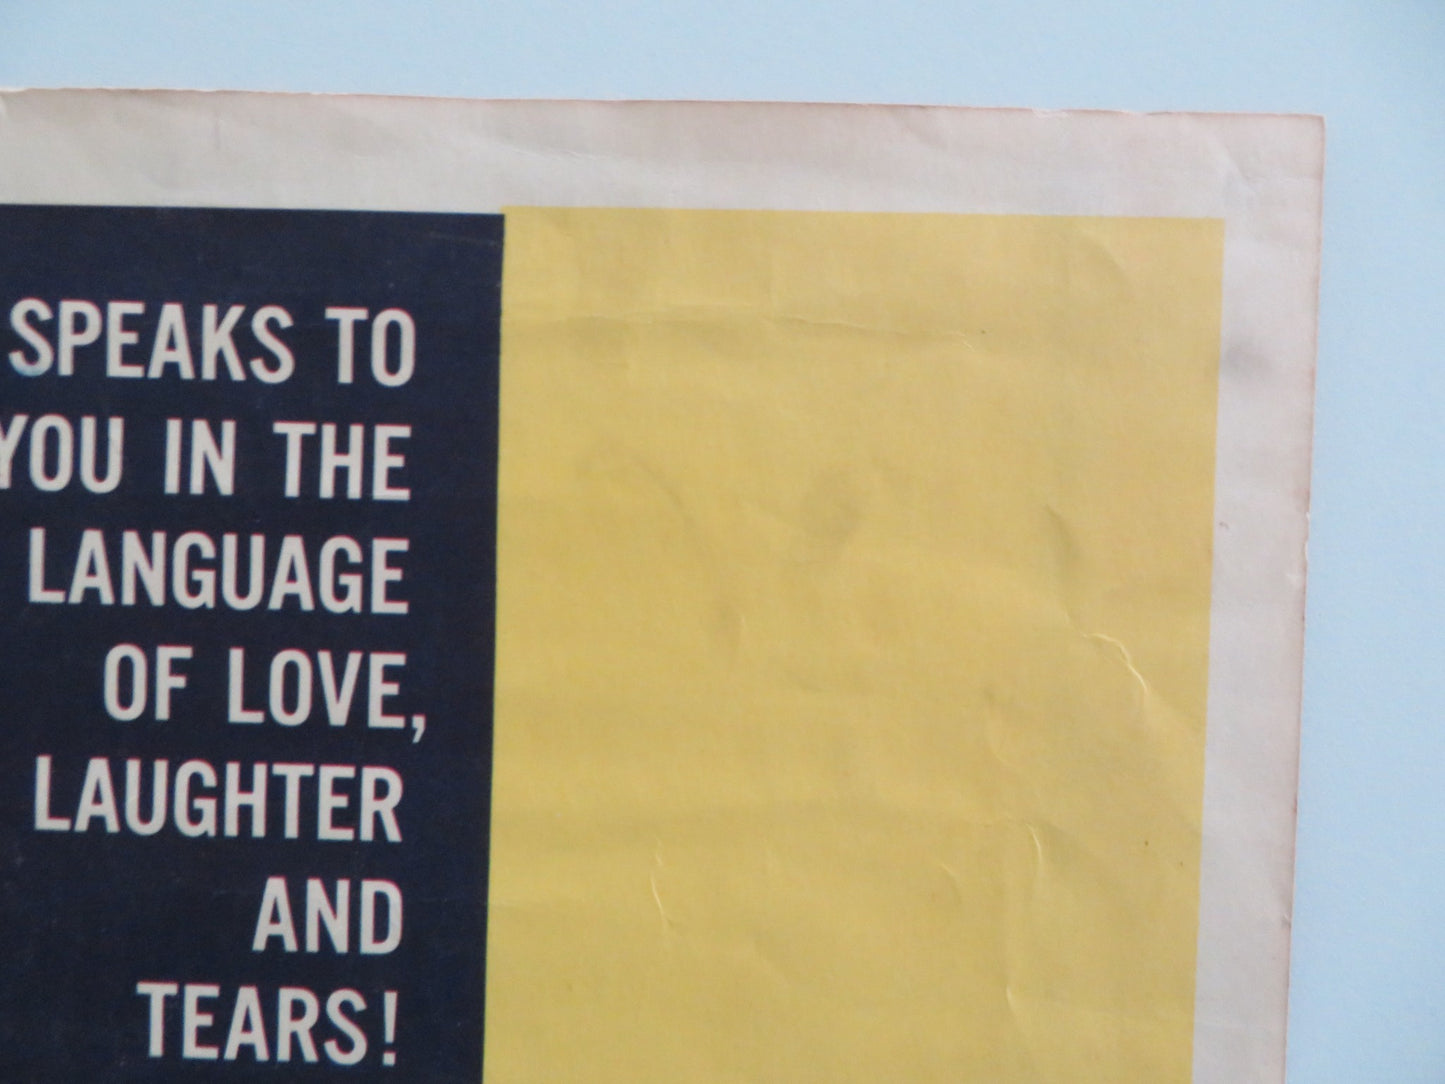 SPEAKS TO
YOU IN THE
LANGUAGE
OF LOVE,
LAUGHTER
AND
TEARS!